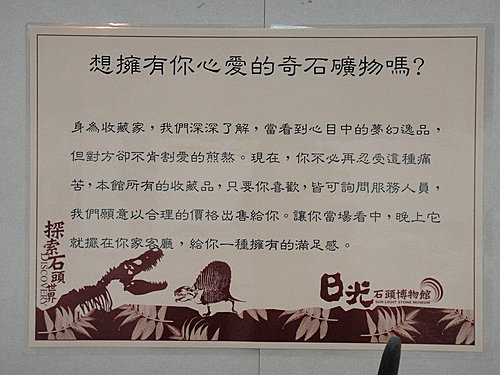 想擁有你心愛的奇石礦物嗎?
身為收藏家，我們深深了解，當看到心目中的夢幻逸品，
但對方卻不肯割愛的煎熬。現在，你不必再忍受這種痛
苦，本館所有的收藏品，只要你喜歡，皆可詢問服務人員，
我們願意以合理的價格出售給你。讓你當場看中，晚上它
就擺在你家客廳，給你一種擁有的滿足感。
探索石頭世界
DISCOVERY
日光 石頭博物館
SUN LIGHT STONE MUSEUM